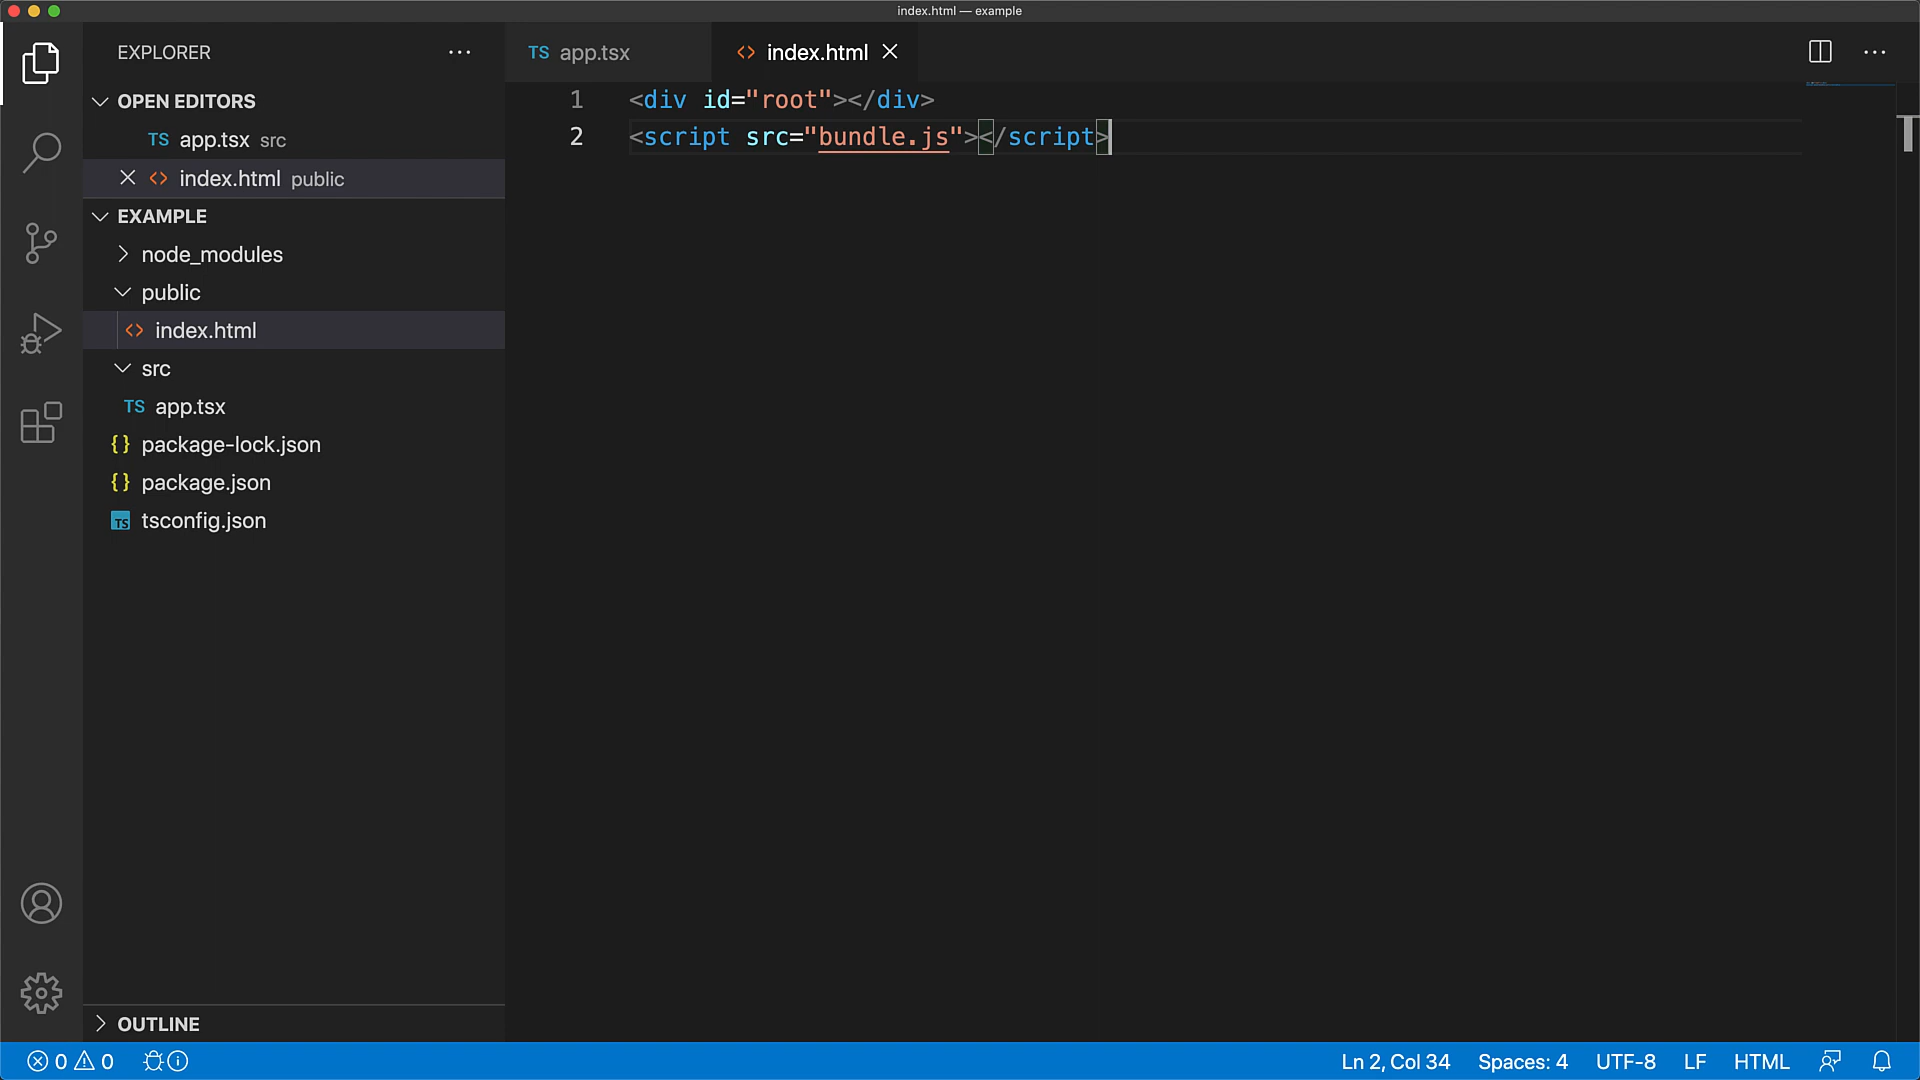 index.html — example
EXPLORER
TS app.tsx
index.html
OPEN EDITORS
TS app.tsx src
index.html public
EXAMPLE
node_modules
public
index.html
src
TS app.tsx
{} package-lock.json
{} package.json
TS tsconfig.json
OUTLINE
1 <div id="root"></div>
2 <script src="bundle.js"></script>
0 0
Ln 2, Col 34 Spaces: 4 UTF-8 LF HTML